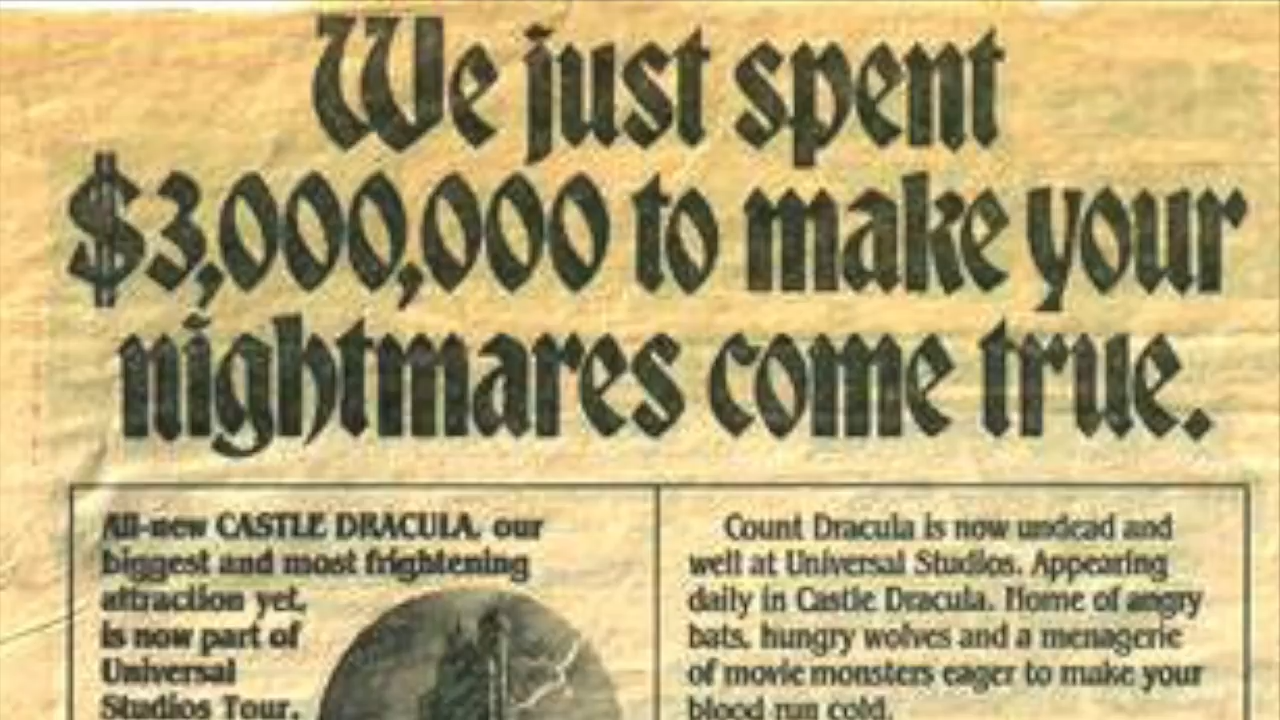 We just spent
$3,000,000 to make your
nightmares come true.
All-new CASTLE DRACULA, our
biggest and most frightening
attraction yet,
is now part of
Universal
Studios Tour.
Count Dracula is now undead and
well at Universal Studios. Appearing
daily in Castle Dracula. Home of angry
bats, hungry wolves and a menagerie
of movie monsters eager to make your
blood run cold.